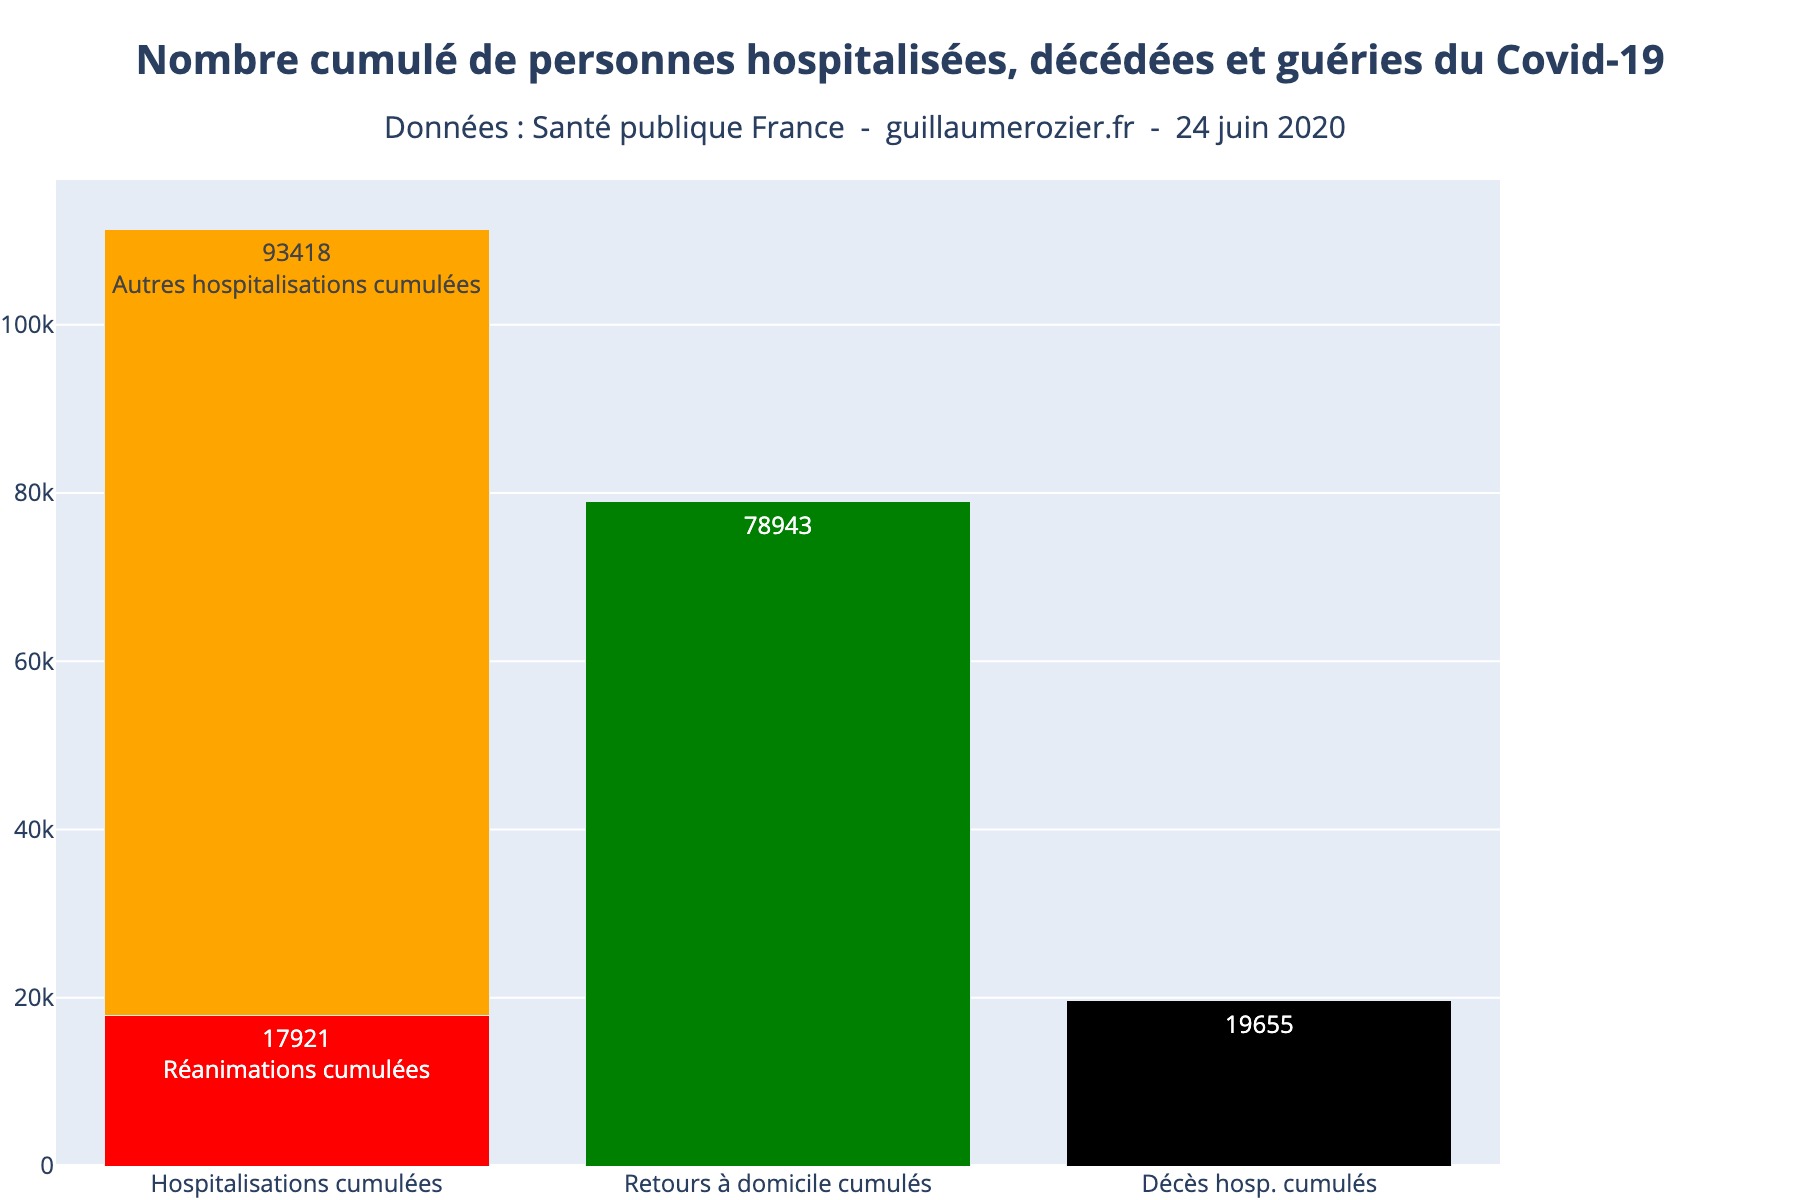 Nombre cumulé de personnes hospitalisées, décédées et guéries du Covid-19
Données : Santé publique France - guillaumerozier.fr - 24 juin 2020
93418
Autres hospitalisations cumulées
100k
80k
78943
60k
40k
20k
17921
Réanimations cumulées
19655
0
Hospitalisations cumulées
Retours à domicile cumulés
Décès hosp. cumulés